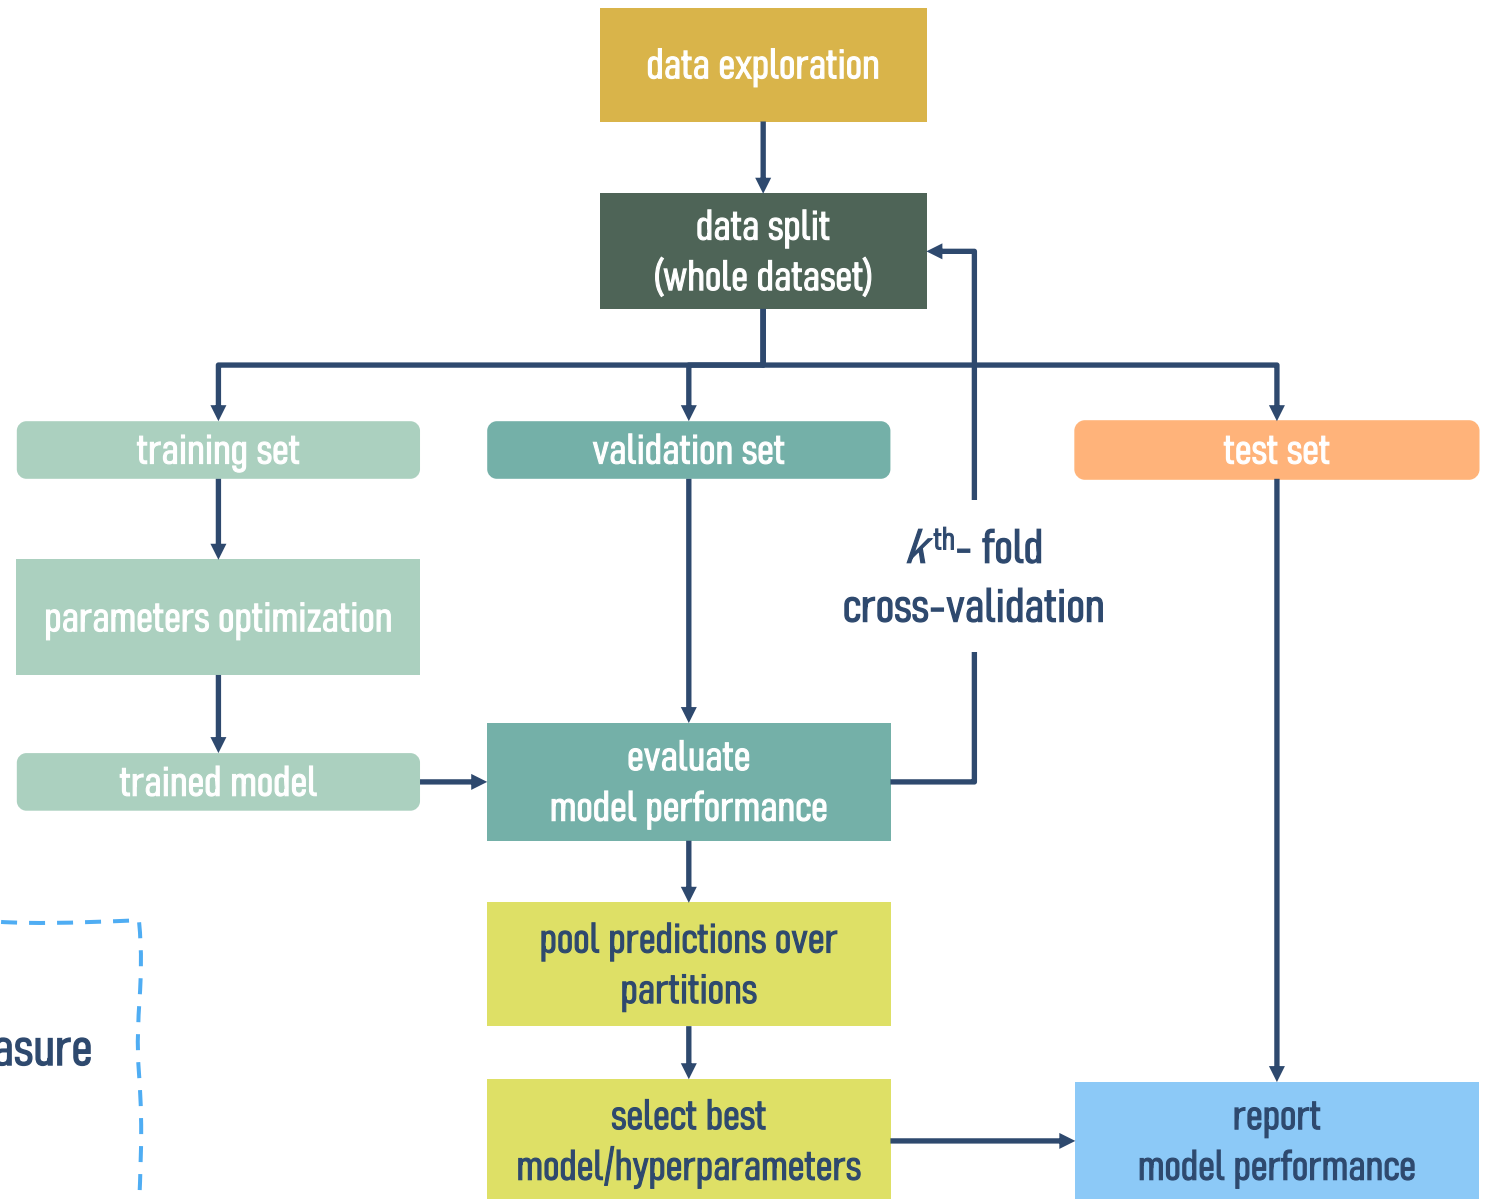 data exploration
data split
(whole dataset)
training set
validation set
test set
kth- fold
cross-validation
parameters optimization
evaluate
model performance
trained model
pool predictions over
partitions
asure
select best
model/hyperparameters
report
model performance